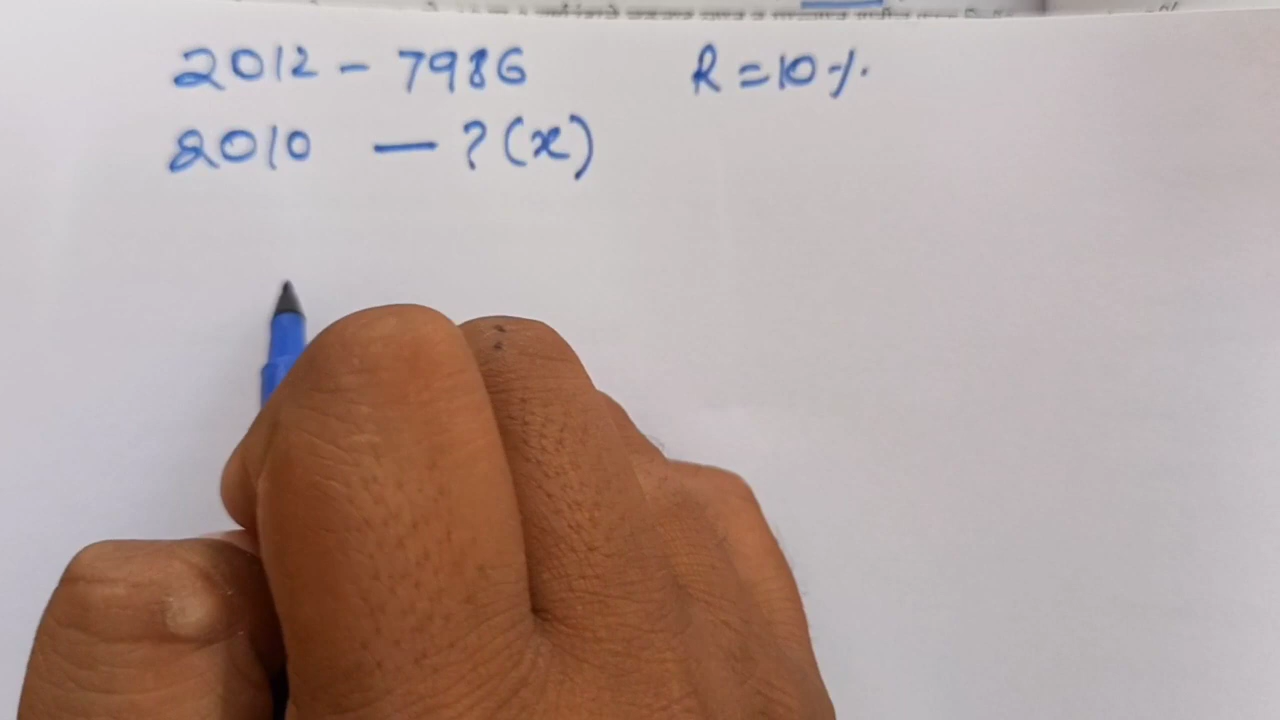 2012 - 7986 R = 10 %
2010 — ? (x)